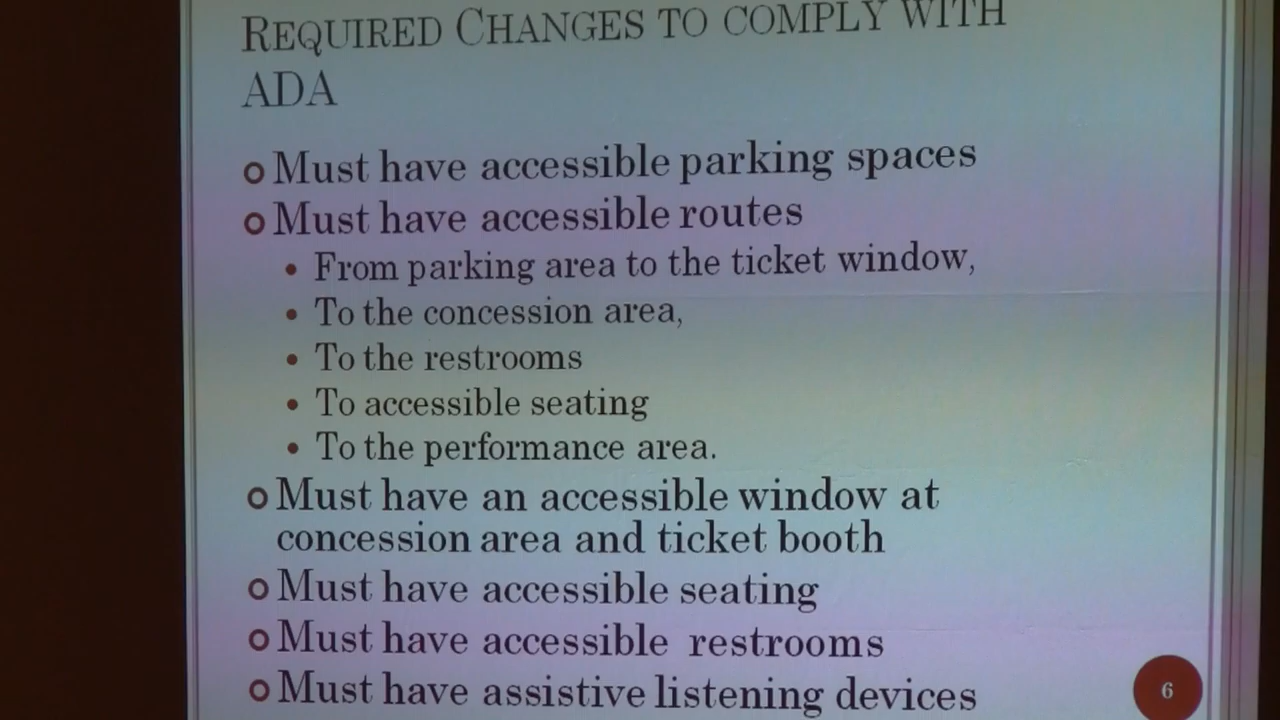 REQUIRED CHANGES TO COMPLY WITH
ADA
Must have accessible parking spaces
Must have accessible routes
From parking area to the ticket window,
To the concession area,
To the restrooms
To accessible seating
To the performance area.
Must have an accessible window at
concession area and ticket booth
Must have accessible seating
Must have accessible restrooms
Must have assistive listening devices
6